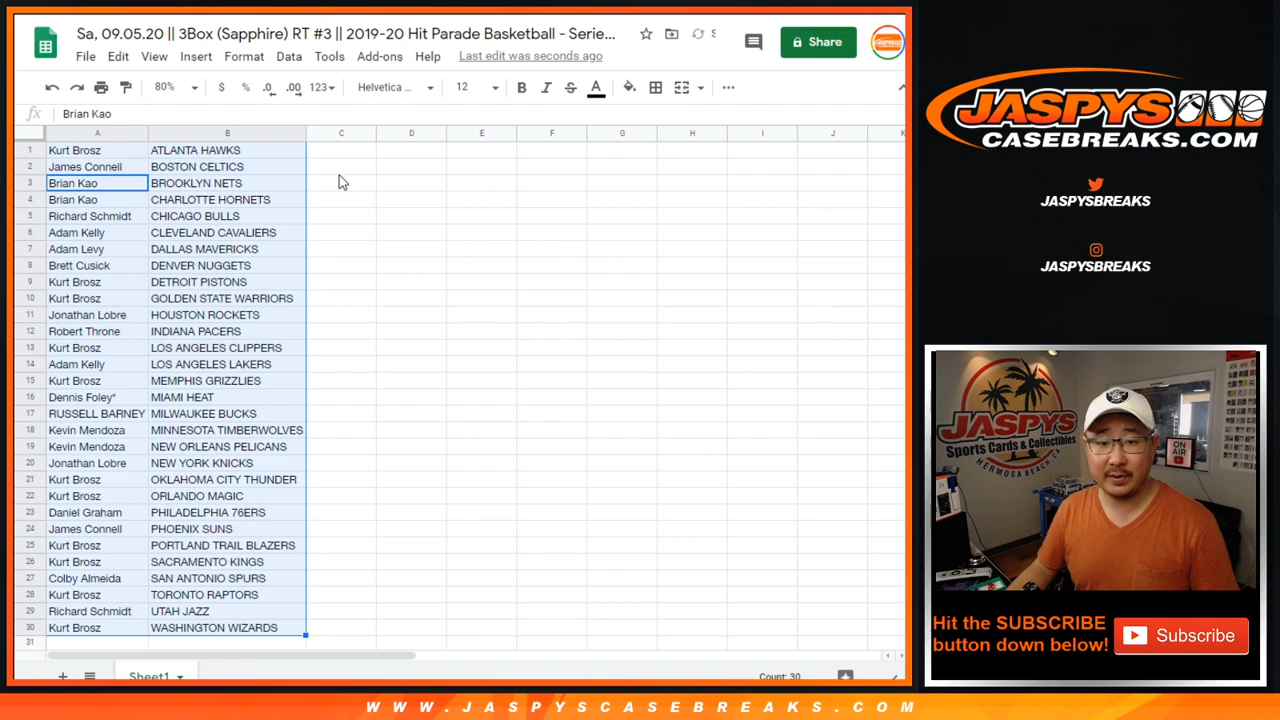 Sa, 09.05.20 || 3Box (Sapphire) RT #3 || 2019-20 Hit Parade Basketball - Serie...
Share
File Edit View Insert Format Data Tools Add-ons Help Last edit was seconds ago
80% $ % .0 .00 123 Helvetica ... 12 B I S A
fx Brian Kao
A B C D E F G H I J K
1 Kurt Brosz ATLANTA HAWKS
2 James Connell BOSTON CELTICS
3 Brian Kao BROOKLYN NETS
4 Brian Kao CHARLOTTE HORNETS
5 Richard Schmidt CHICAGO BULLS
6 Adam Kelly CLEVELAND CAVALIERS
7 Adam Levy DALLAS MAVERICKS
8 Brett Cusick DENVER NUGGETS
9 Kurt Brosz DETROIT PISTONS
10 Kurt Brosz GOLDEN STATE WARRIORS
11 Jonathan Lobre HOUSTON ROCKETS
12 Robert Throne INDIANA PACERS
13 Kurt Brosz LOS ANGELES CLIPPERS
14 Adam Kelly LOS ANGELES LAKERS
15 Kurt Brosz MEMPHIS GRIZZLIES
16 Dennis Foley* MIAMI HEAT
17 RUSSELL BARNEY MILWAUKEE BUCKS
18 Kevin Mendoza MINNESOTA TIMBERWOLVES
19 Kevin Mendoza NEW ORLEANS PELICANS
20 Jonathan Lobre NEW YORK KNICKS
21 Kurt Brosz OKLAHOMA CITY THUNDER
22 Kurt Brosz ORLANDO MAGIC
23 Daniel Graham PHILADELPHIA 76ERS
24 James Connell PHOENIX SUNS
25 Kurt Brosz PORTLAND TRAIL BLAZERS
26 Kurt Brosz SACRAMENTO KINGS
27 Colby Almeida SAN ANTONIO SPURS
28 Kurt Brosz TORONTO RAPTORS
29 Richard Schmidt UTAH JAZZ
30 Kurt Brosz WASHINGTON WIZARDS
31
Sheet1
Count: 30
JASPYS
CASEBREAKS.COM
JASPYSBREAKS
JASPYSBREAKS
JASPYS
Sports Cards & Collectibles
HERMOSA BEACH, CA
ON AIR
Hit the SUBSCRIBE
button down below!
Subscribe
WWW.JASPYSCASEBREAKS.COM